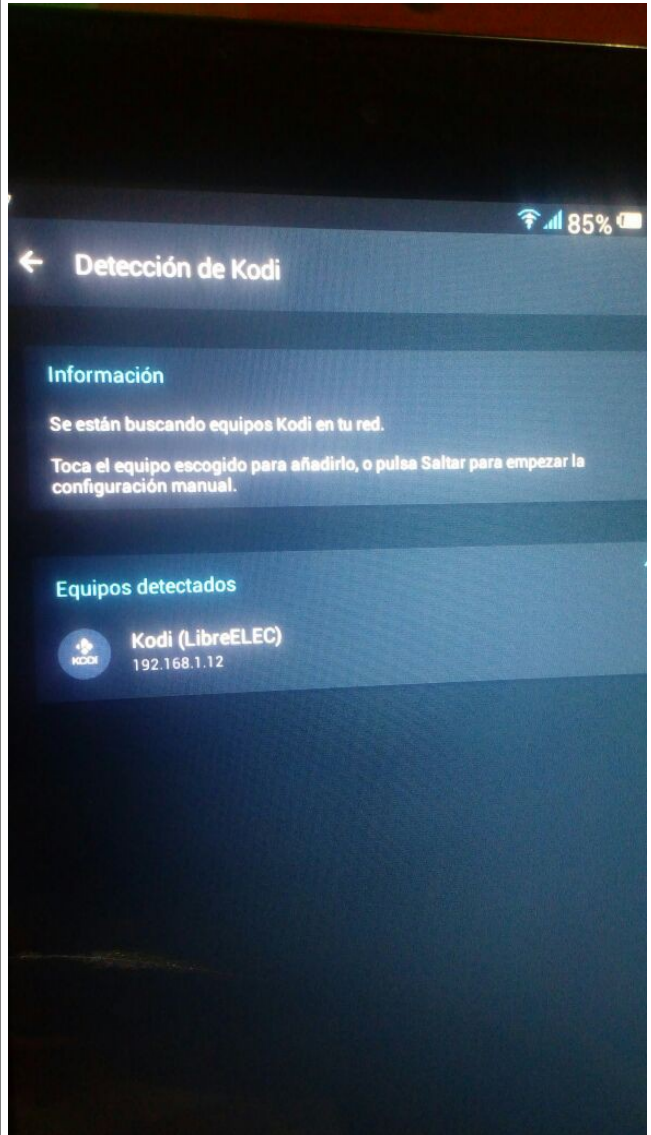 85%
Detección de Kodi
Información
Se están buscando equipos Kodi en tu red.
Toca el equipo escogido para añadirlo, o pulsa Saltar para empezar la
configuración manual.
Equipos detectados
Kodi (LibreELEC)
KODI
192.168.1.12